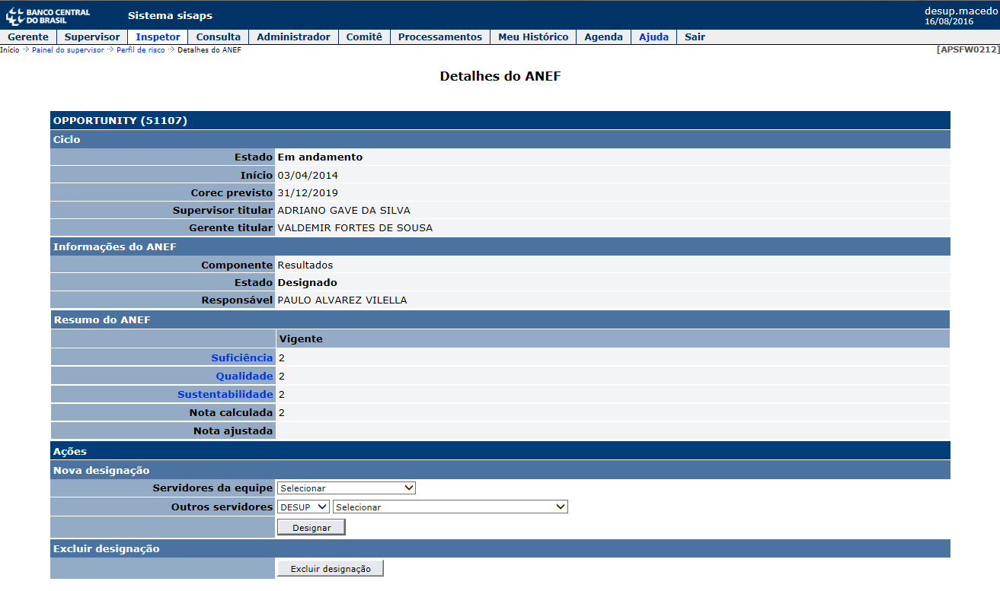 BANCO CENTRAL
DO BRASIL
Sistema sisaps
desup.macedo
16/08/2016
Gerente Supervisor Inspetor Consulta Administrador Comitê Processamentos Meu Histórico Agenda Ajuda Sair
Início Painel do supervisor Perfil de risco Detalhes do ANEF
[APSFW0212]
Detalhes do ANEF
OPPORTUNITY (51107)
Ciclo
Estado Em andamento
Início 03/04/2014
Corec previsto 31/12/2019
Supervisor titular ADRIANO GAVE DA SILVA
Gerente titular VALDEMIR FORTES DE SOUSA
Informações do ANEF
Componente Resultados
Estado Designado
Responsável PAULO ALVAREZ VILELLA
Resumo do ANEF
Vigente
Suficiência 2
Qualidade 2
Sustentabilidade 2
Nota calculada 2
Nota ajustada
Ações
Nova designação
Servidores da equipe Selecionar
Outros servidores DESUP Selecionar
Designar
Excluir designação
Excluir designação